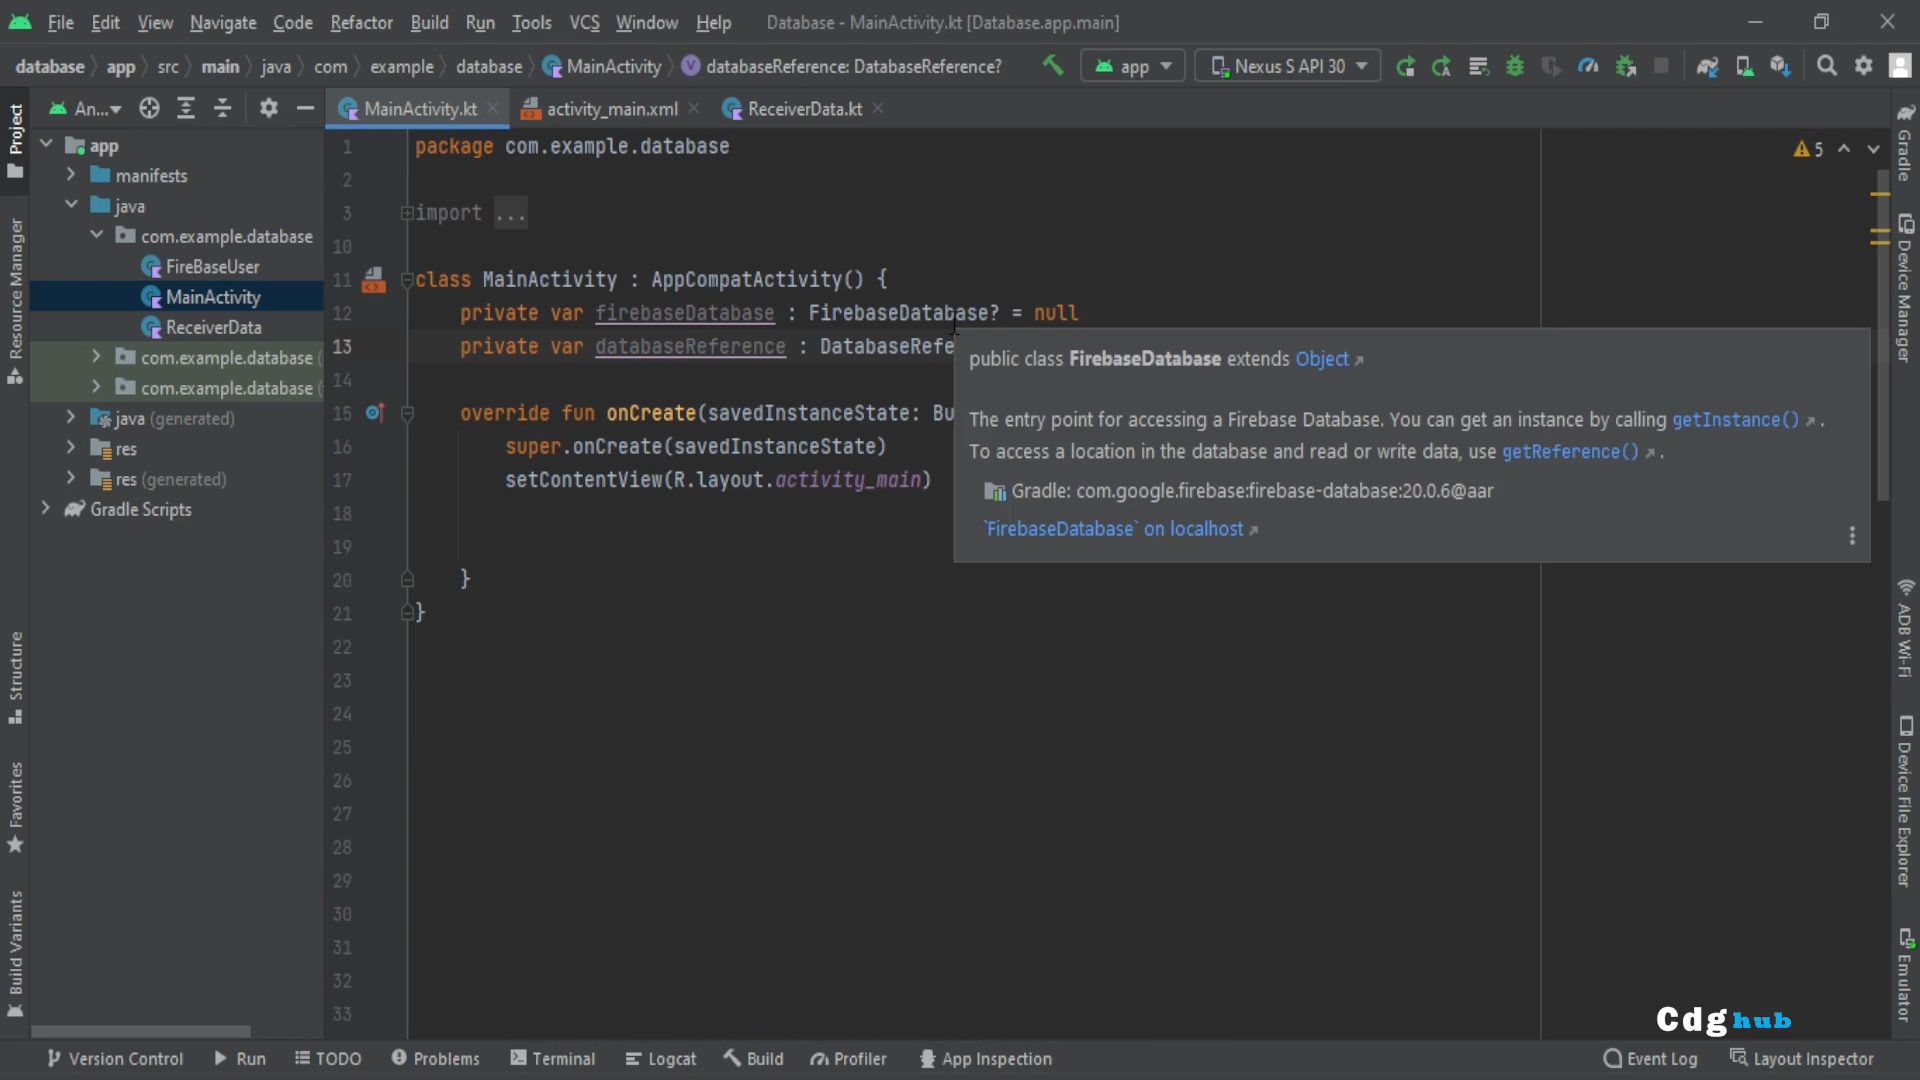 File Edit View Navigate Code Refactor Build Run Tools VCS Window Help Database - MainActivity.kt [Database.app.main]
database app src main java com example database MainActivity V databaseReference: DatabaseReference? app Nexus S API 30
An... MainActivity.kt activity_main.xml ReceiverData.kt
Project
Resource Manager
Structure
Favorites
Build Variants
app
manifests
java
com.example.database
FireBaseUser
MainActivity
ReceiverData
com.example.database (
com.example.database (
java (generated)
res
res (generated)
Gradle Scripts
1 package com.example.database
2
3 import ...
10
11 class MainActivity : AppCompatActivity() {
12 private var firebaseDatabase : FirebaseDatabase? = null
13 private var databaseReference : DatabaseRefe
14
15 override fun onCreate(savedInstanceState: Bu
16 super.onCreate(savedInstanceState)
17 setContentView(R.layout.activity_main)
18
19
20 }
21 }
22
23
24
25
26
27
28
29
30
31
32
33
5
public class FirebaseDatabase extends Object
The entry point for accessing a Firebase Database. You can get an instance by calling getInstance() .
To access a location in the database and read or write data, use getReference() .
Gradle: com.google.firebase:firebase-database:20.0.6@aar
`FirebaseDatabase` on localhost
Gradle
Device Manager
ADB Wi-Fi
Device File Explorer
Emulator
Cdghub
Version Control Run TODO Problems Terminal Logcat Build Profiler App Inspection Event Log Layout Inspector